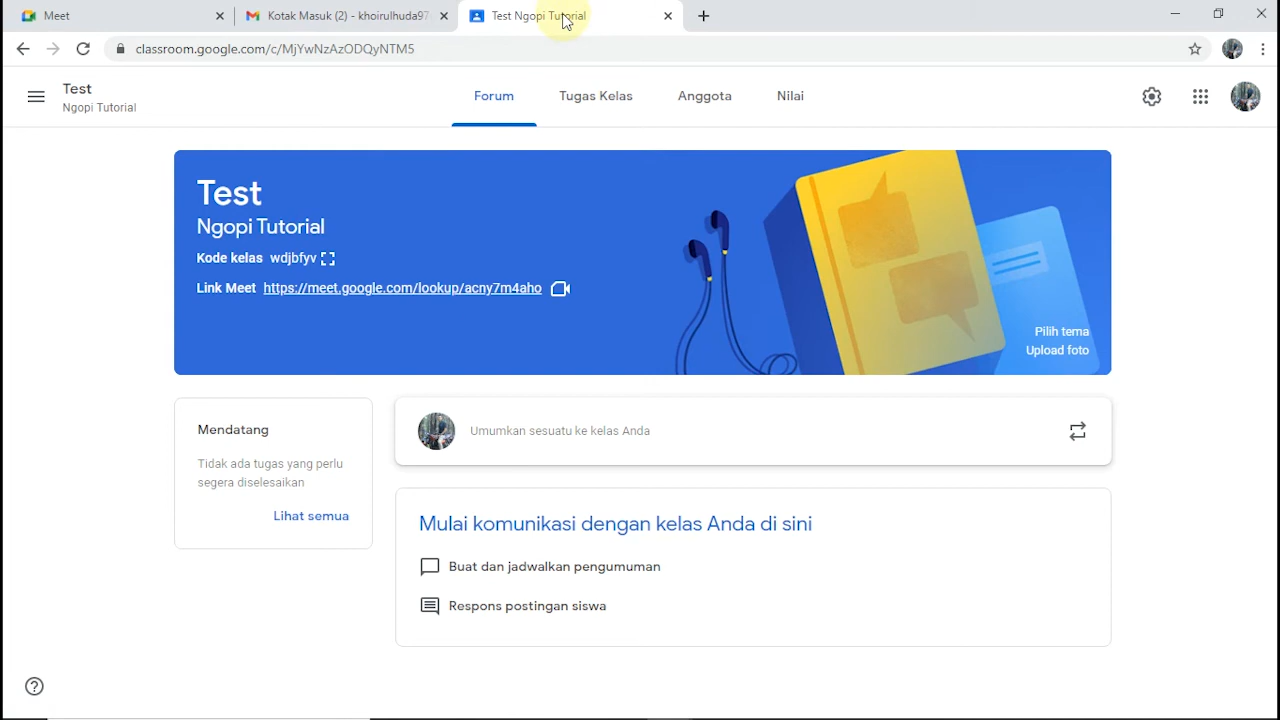 Meet
Kotak Masuk (2) - khoirulhuda97
Test Ngopi Tutorial
classroom.google.com/c/MjYwNzAzODQyNTM5
Test
Ngopi Tutorial
Forum
Tugas Kelas
Anggota
Nilai
Test
Ngopi Tutorial
Kode kelas wdjbfyv
Link Meet https://meet.google.com/lookup/acny7m4aho
Pilih tema
Upload foto
Mendatang
Tidak ada tugas yang perlu
segera diselesaikan
Lihat semua
Umumkan sesuatu ke kelas Anda
Mulai komunikasi dengan kelas Anda di sini
Buat dan jadwalkan pengumuman
Respons postingan siswa